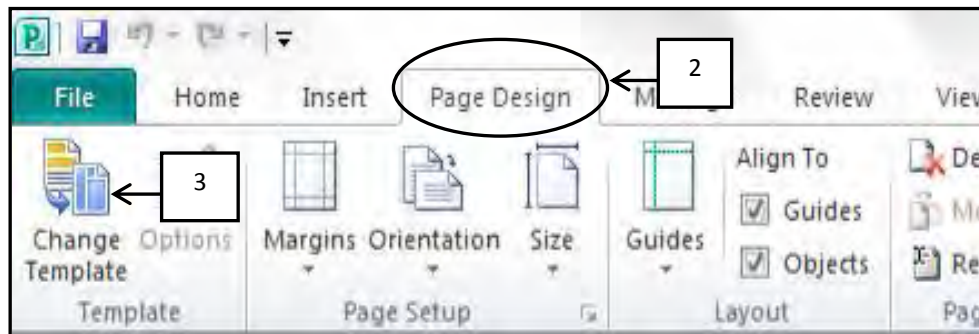 P
File Home Insert Page Design 2 Review View
3
Align To
Guides
Objects
Change Template Options Margins Orientation Size Guides
Template Page Setup Layout